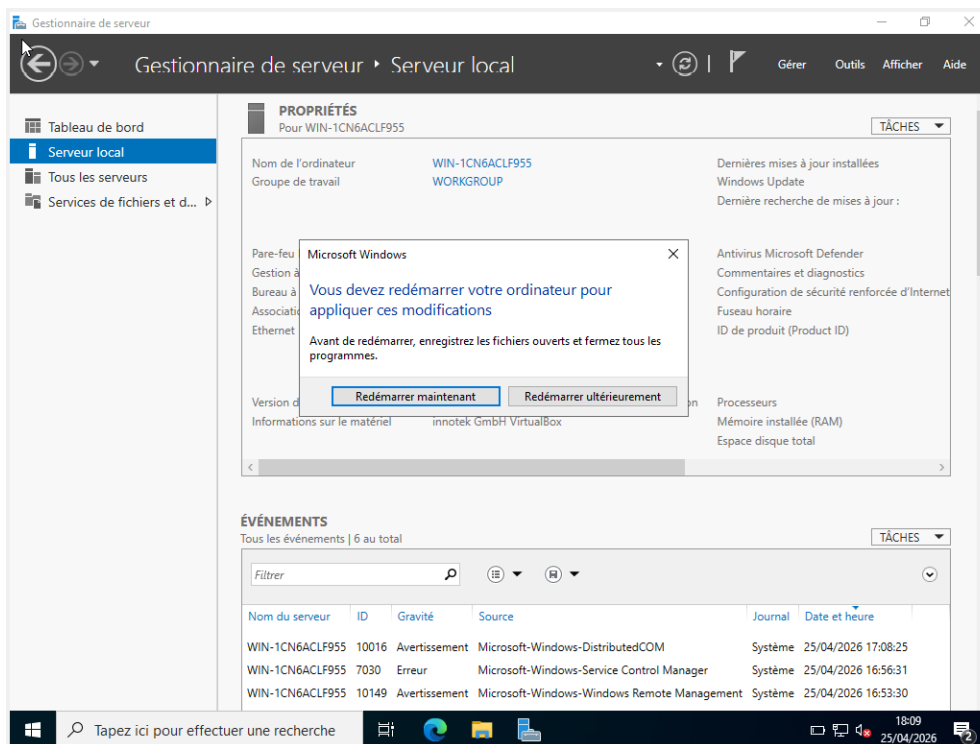 Gestionnaire de serveur
Gestionnaire de serveur ‣ Serveur local
Gérer Outils Afficher Aide
Tableau de bord
Serveur local
Tous les serveurs
Services de fichiers et d...
PROPRIÉTÉS
Pour WIN-1CN6ACLF955
TÂCHES
Nom de l'ordinateur WIN-1CN6ACLF955 Dernières mises à jour installées
Groupe de travail WORKGROUP Windows Update
Dernière recherche de mises à jour :
Pare-feu Antivirus Microsoft Defender
Gestion à Commentaires et diagnostics
Bureau à Configuration de sécurité renforcée d'Internet
Fuseau horaire
Ethernet ID de produit (Product ID)
Microsoft Windows
Vous devez redémarrer votre ordinateur pour
appliquer ces modifications
Avant de redémarrer, enregistrez les fichiers ouverts et fermez tous les
programmes.
Redémarrer maintenant Redémarrer ultérieurement
Version Processeurs
Informations sur le matériel innotek GmbH VirtualBox Mémoire installée (RAM)
Espace disque total
ÉVÉNEMENTS
Tous les événements | 6 au total
TÂCHES
Filtrer
Nom du serveur ID Gravité Source Journal Date et heure
WIN-1CN6ACLF955 10016 Avertissement Microsoft-Windows-DistributedCOM Système 25/04/2026 17:08:25
WIN-1CN6ACLF955 7030 Erreur Microsoft-Windows-Service Control Manager Système 25/04/2026 16:56:31
WIN-1CN6ACLF955 10149 Avertissement Microsoft-Windows-Windows Remote Management Système 25/04/2026 16:53:30
Tapez ici pour effectuer une recherche
18:09
25/04/2026
2